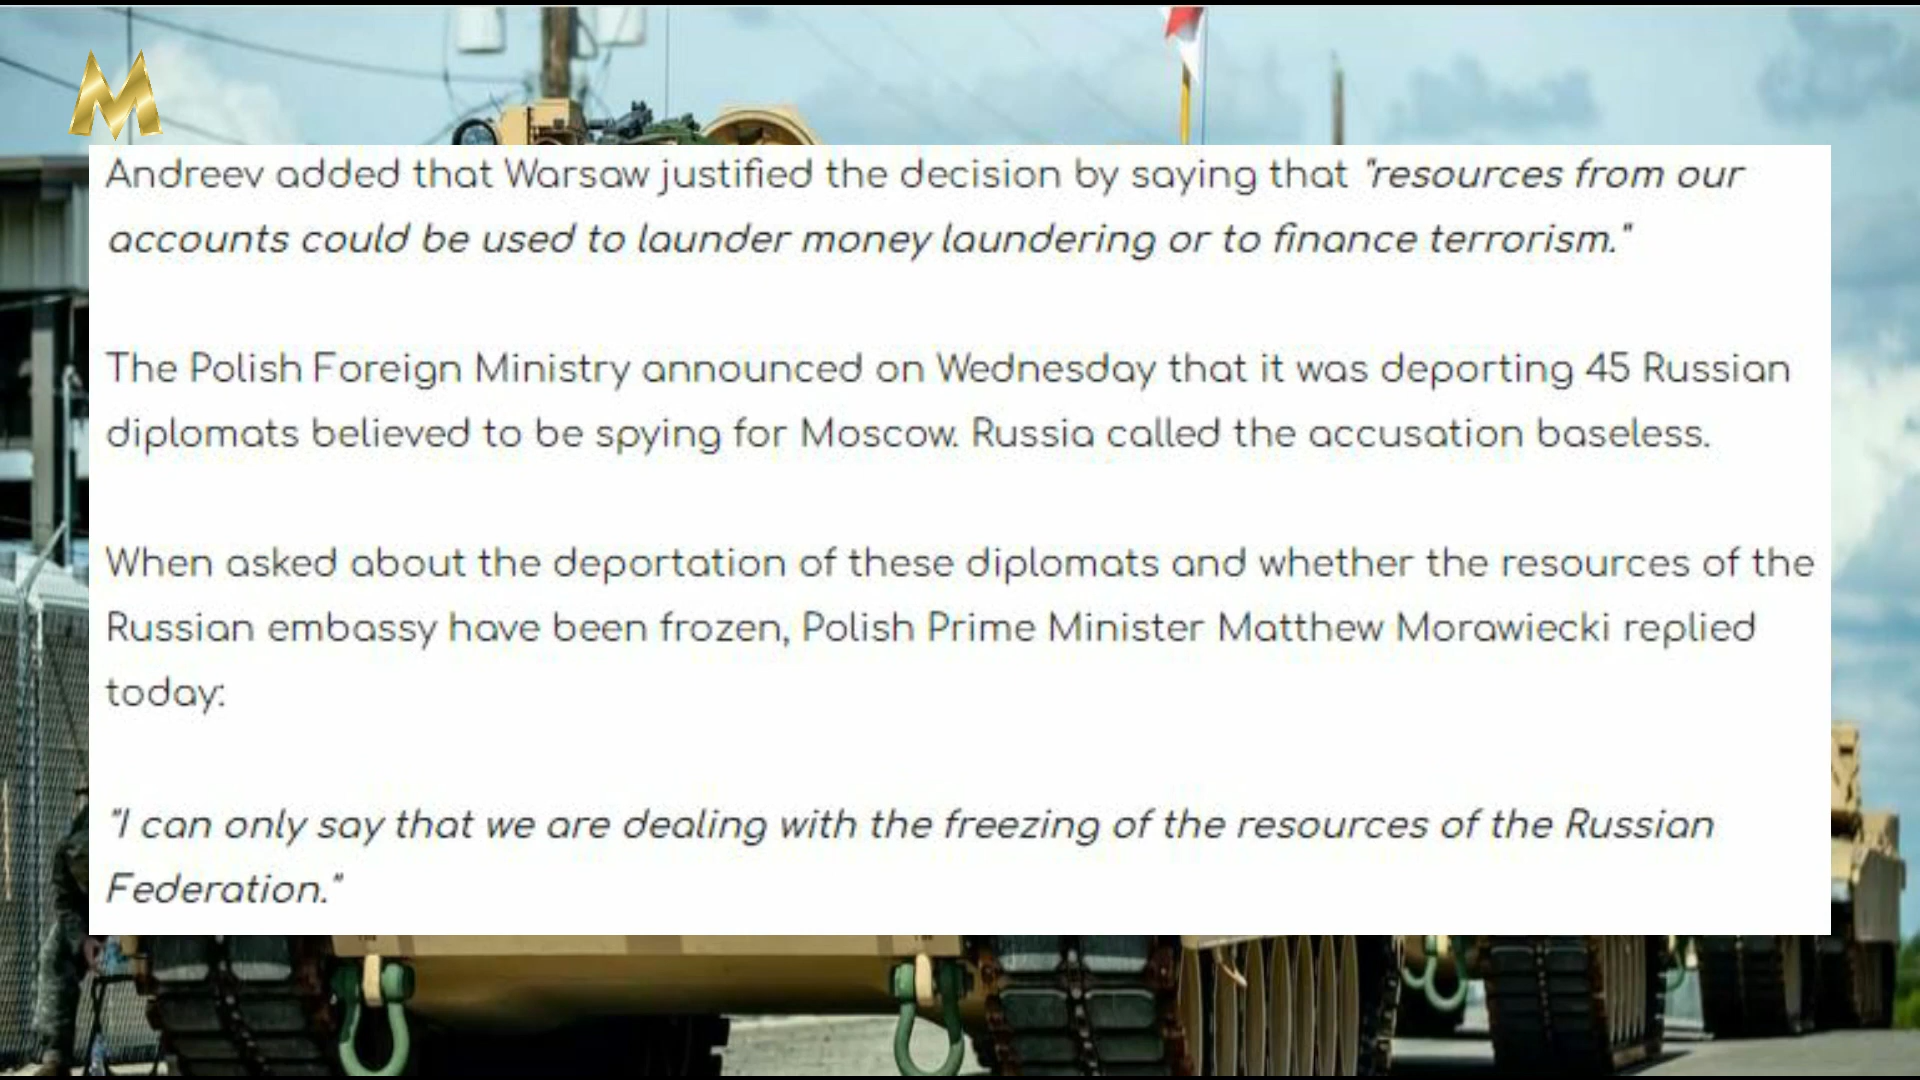 M
Andreev added that Warsaw justified the decision by saying that "resources from our
accounts could be used to launder money laundering or to finance terrorism."
The Polish Foreign Ministry announced on Wednesday that it was deporting 45 Russian
diplomats believed to be spying for Moscow. Russia called the accusation baseless.
When asked about the deportation of these diplomats and whether the resources of the
Russian embassy have been frozen, Polish Prime Minister Matthew Morawiecki replied
today:
"I can only say that we are dealing with the freezing of the resources of the Russian
Federation."